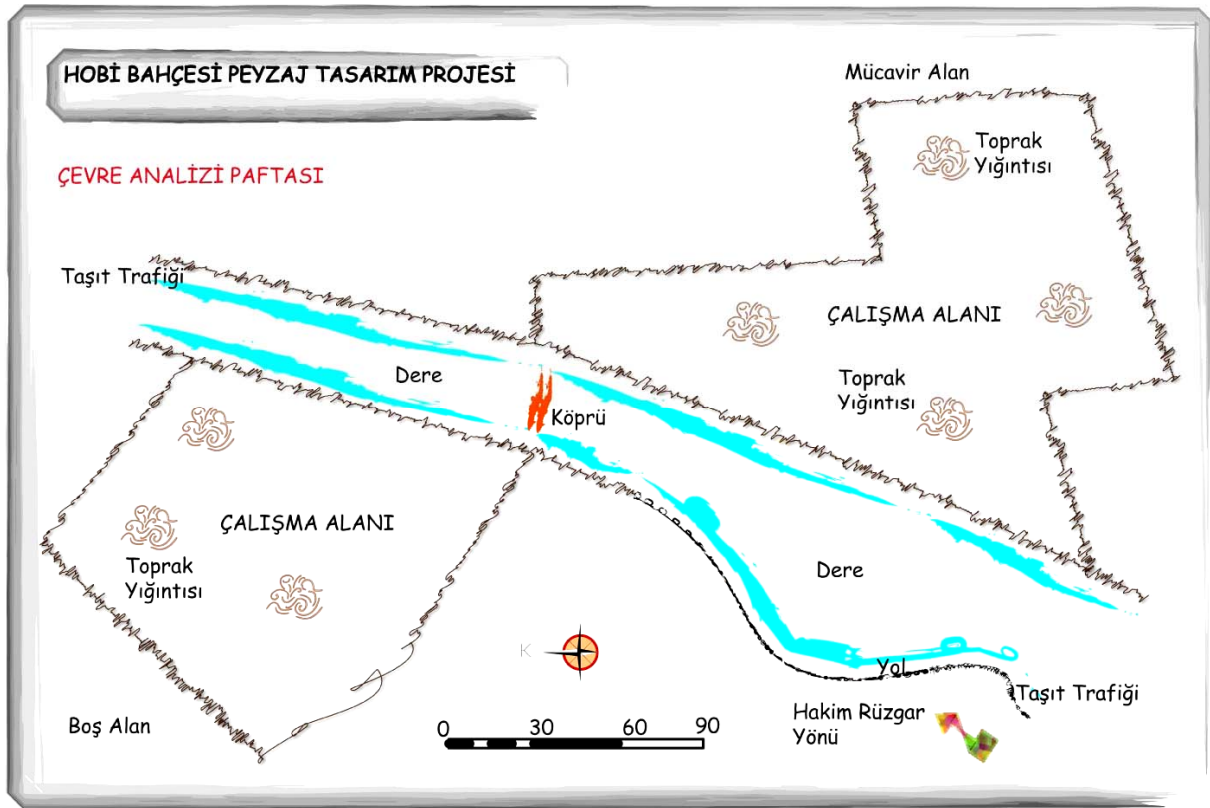 HOBİ BAHÇESİ PEYZAJ TASARIM PROJESİ
Mücavir Alan
Toprak
Yığıntısı
ÇEVRE ANALİZİ PAFTASI
Taşıt Trafiği
ÇALIŞMA ALANI
Dere
Toprak
Yığıntısı
Köprü
ÇALIŞMA ALANI
Toprak
Yığıntısı
Dere
K
Yol
Taşıt Trafiği
Boş Alan
0 30 60 90
Hakim Rüzgar
Yönü